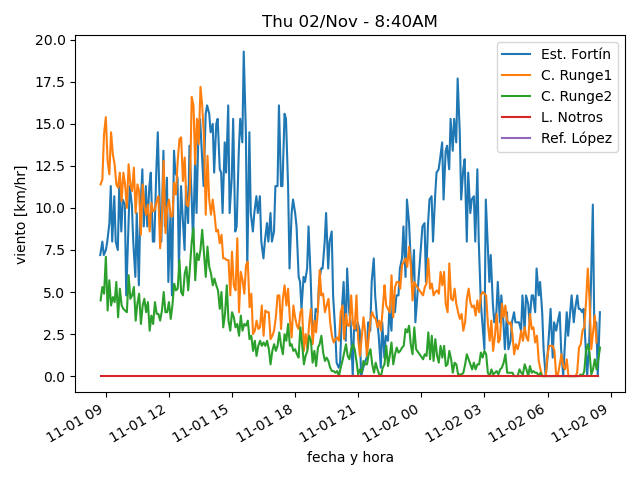 Thu 02/Nov - 8:40AM
20.0
17.5
15.0
12.5
10.0
7.5
5.0
2.5
0.0
viento [km/hr]
Est. Fortín
C. Runge1
C. Runge2
L. Notros
Ref. López
11-01 09
11-01 12
11-01 15
11-01 18
11-01 21
11-02 00
11-02 03
11-02 06
11-02 09
fecha y hora